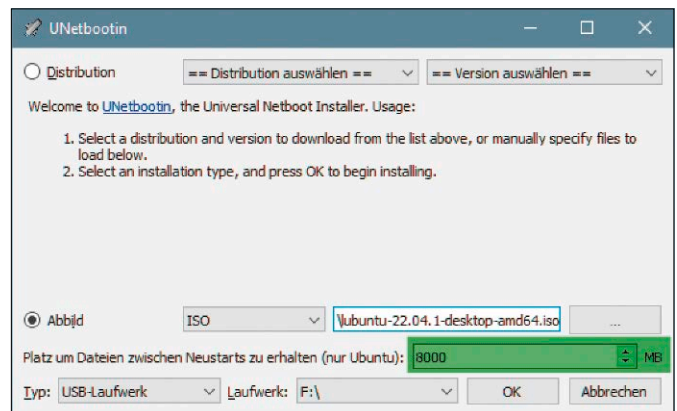 UNetbootin
Distribution == Distribution auswählen == == Version auswählen ==
Welcome to UNetbootin, the Universal Netboot Installer. Usage:
1. Select a distribution and version to download from the list above, or manually specify files to
load below.
2. Select an installation type, and press OK to begin installing.
Abbild ISO \lubuntu-22.04.1-desktop-amd64.iso ...
Platz um Dateien zwischen Neustarts zu erhalten (nur Ubuntu): 8000 MB
Typ: USB-Laufwerk Laufwerk: F:\ OK Abbrechen